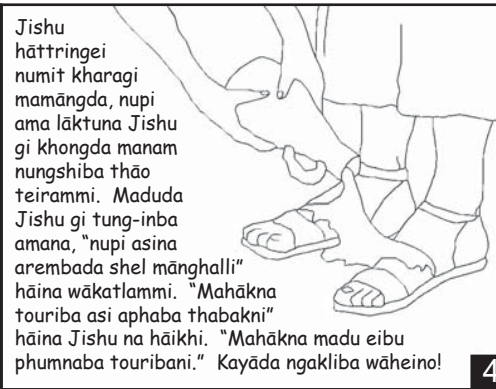 Jishu
hāttringei
numit kharagi
mamāngda, nupi
ama lāktuna Jishu
gi khongda manam
nungshiba thāo
teirammi. Maduda
Jishu gi tung-inba
amana, “nupi asina
arembada shel mānghalli”
hāina wākatlammi. “Mahākna
touriba asi aphaba thabakni”
hāina Jishu na hāikhi. “Mahākna madu eibu
phumnaba touribani.” Kayāda ngakliba wāheino!
4